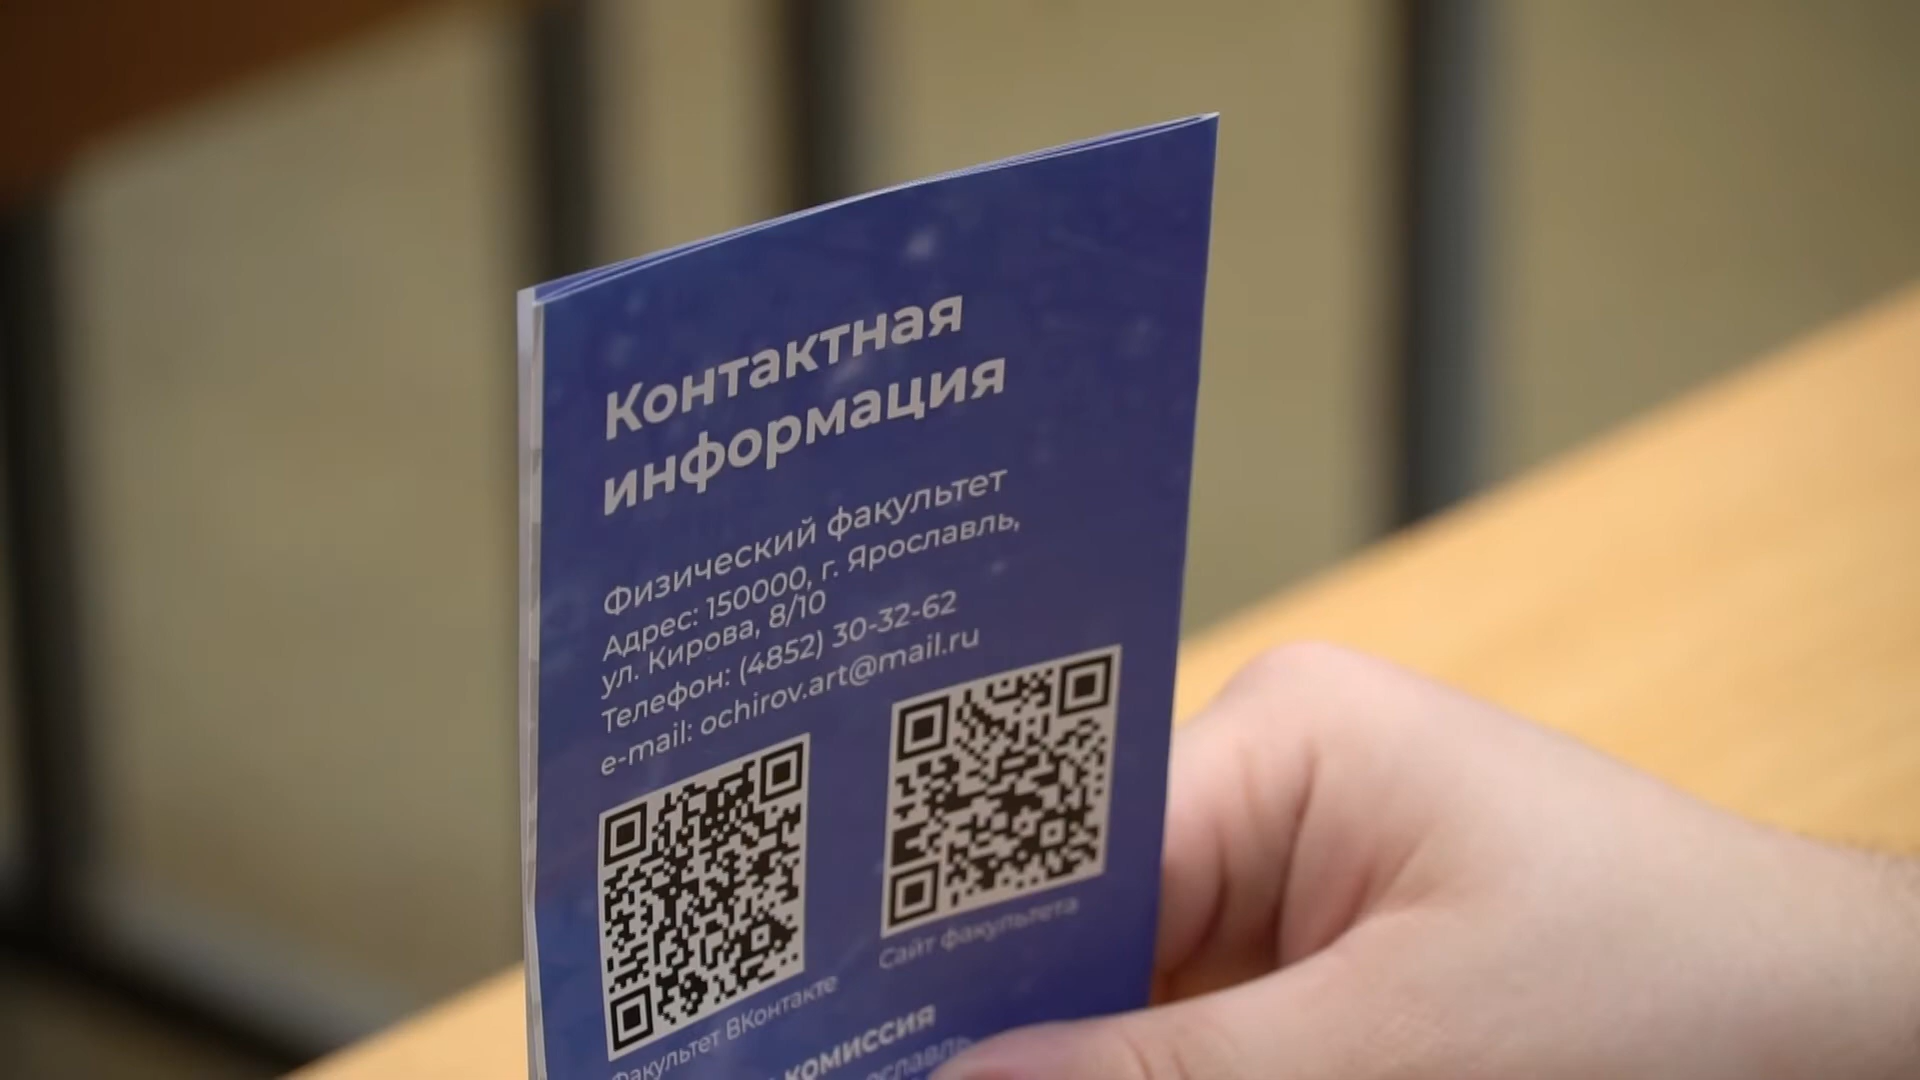 Контактная
информация
Физический факультет
Адрес: 150000, г. Ярославль,
ул. Кирова, 8/10
Телефон: (4852) 30-32-62
e-mail: ochirov.art@mail.ru
Сайт факультета
Факультет ВКонтакте
комиссия